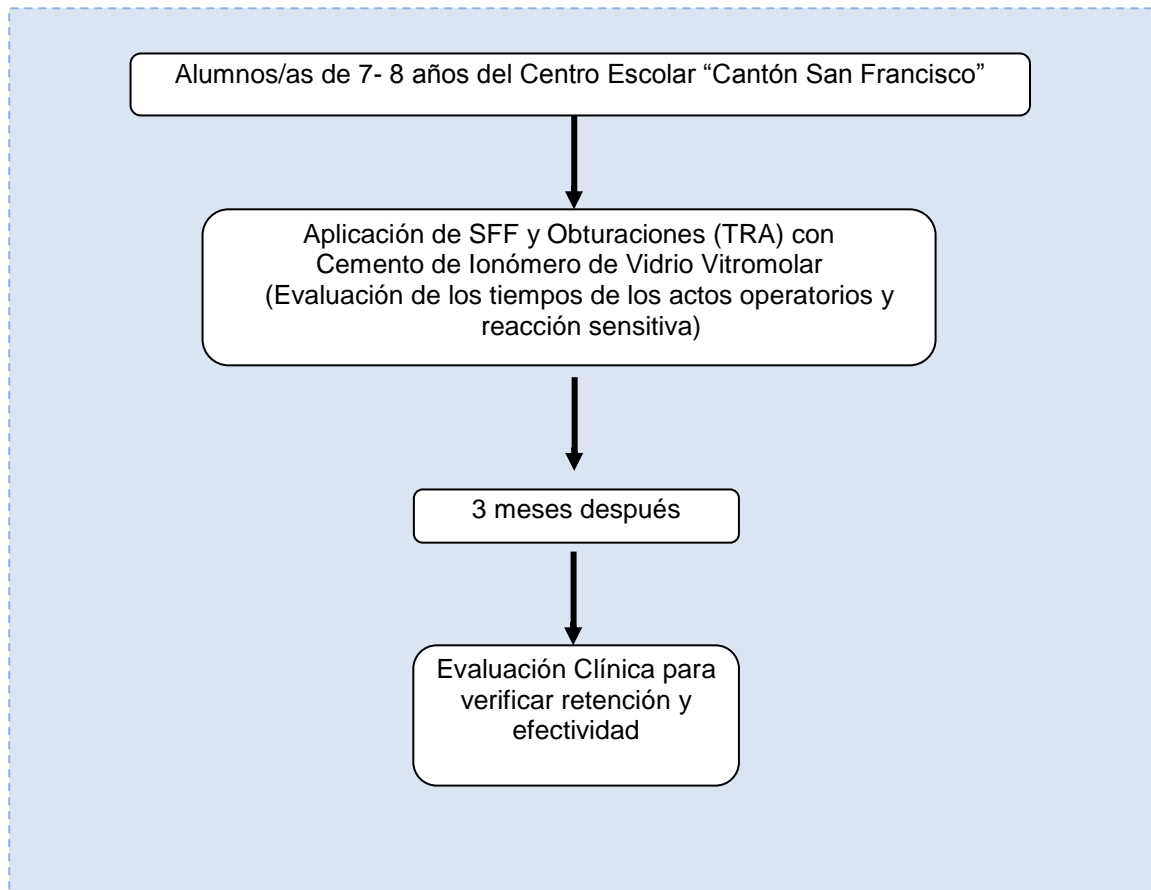 Alumnos/as de 7- 8 años del Centro Escolar “Cantón San Francisco”
Aplicación de SFF y Obturaciones (TRA) con
Cemento de Ionómero de Vidrio Vitromolar
(Evaluación de los tiempos de los actos operatorios y
reacción sensitiva)
3 meses después
Evaluación Clínica para
verificar retención y
efectividad